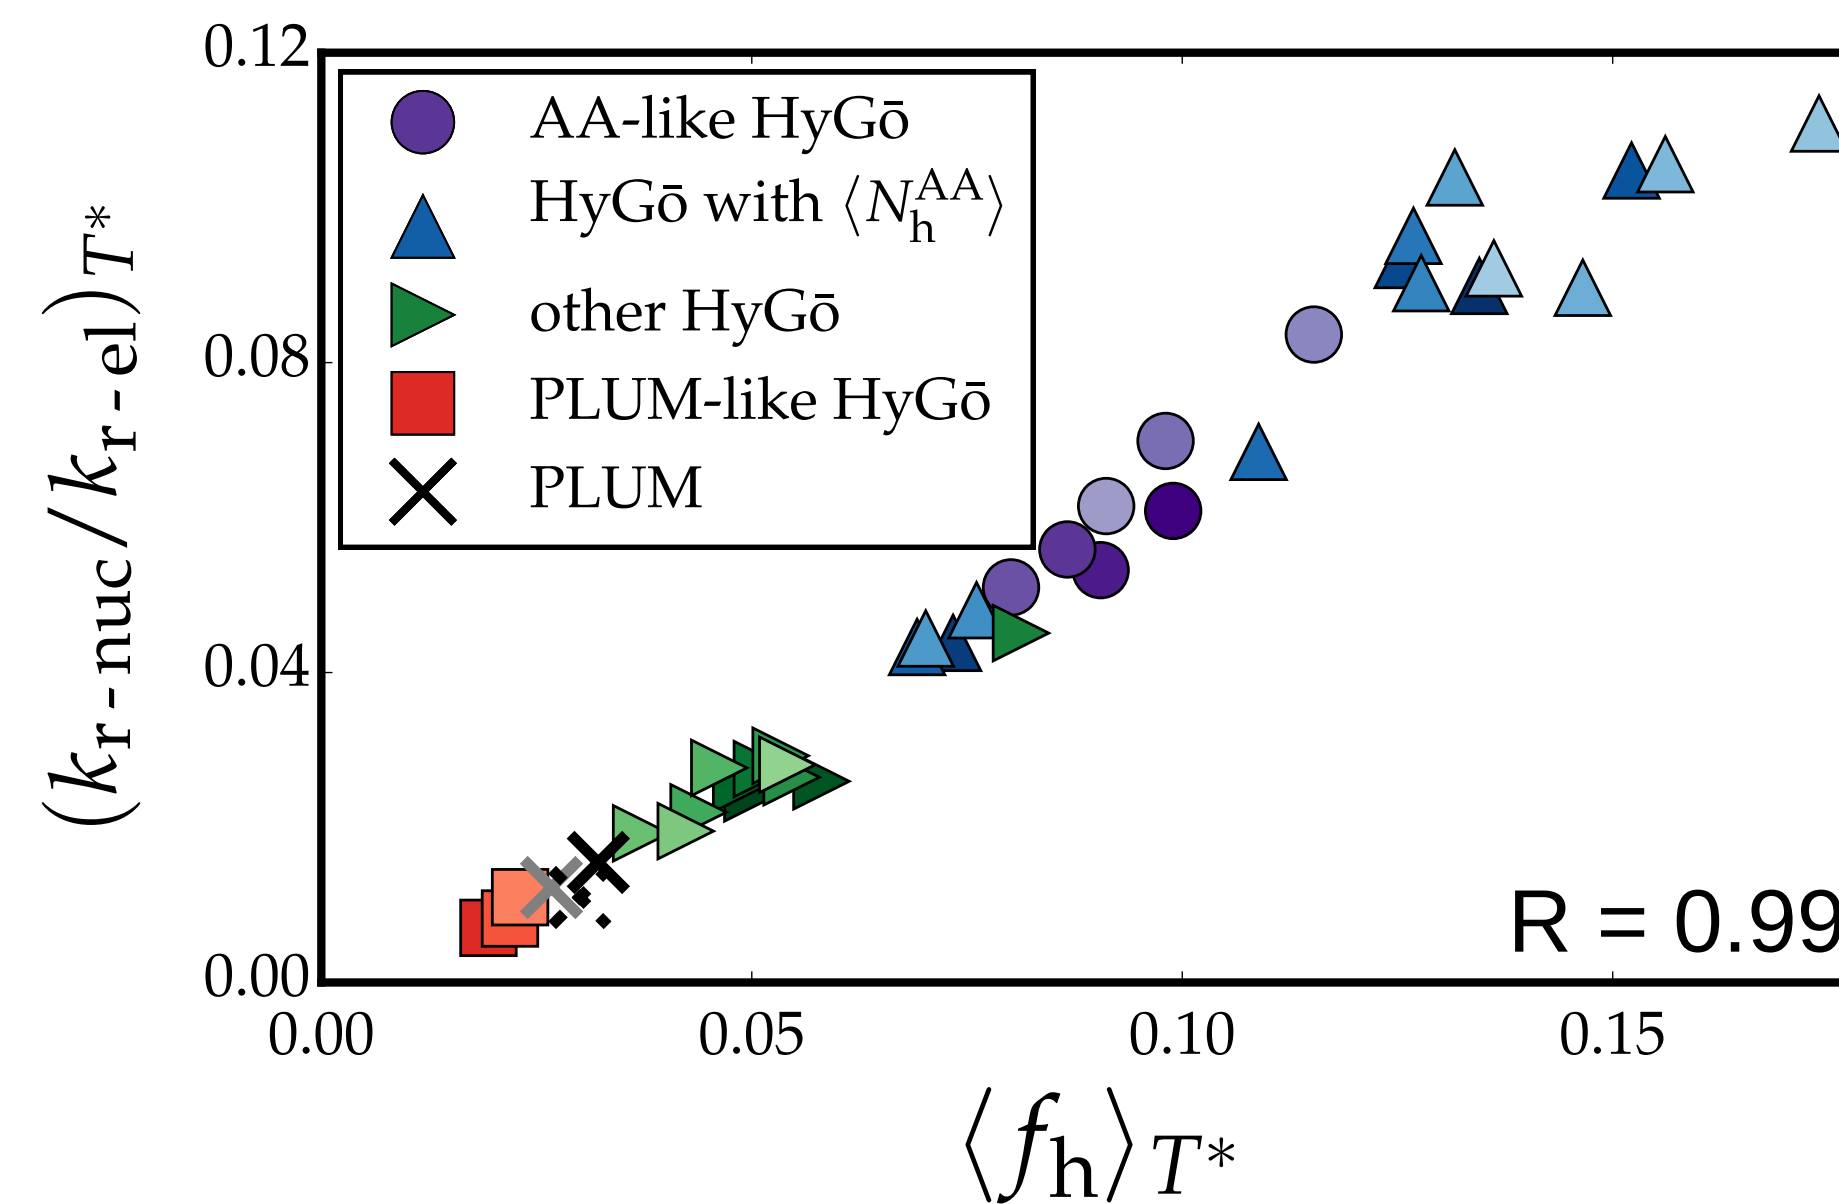 0.12
0.08
0.04
0.00
(k_r-nuc/k_r-el)_T*
AA-like HyGō
HyGō with ⟨N_h^AA⟩
other HyGō
PLUM-like HyGō
PLUM
R = 0.99
0.00 0.05 0.10 0.15
⟨f_h⟩_T*